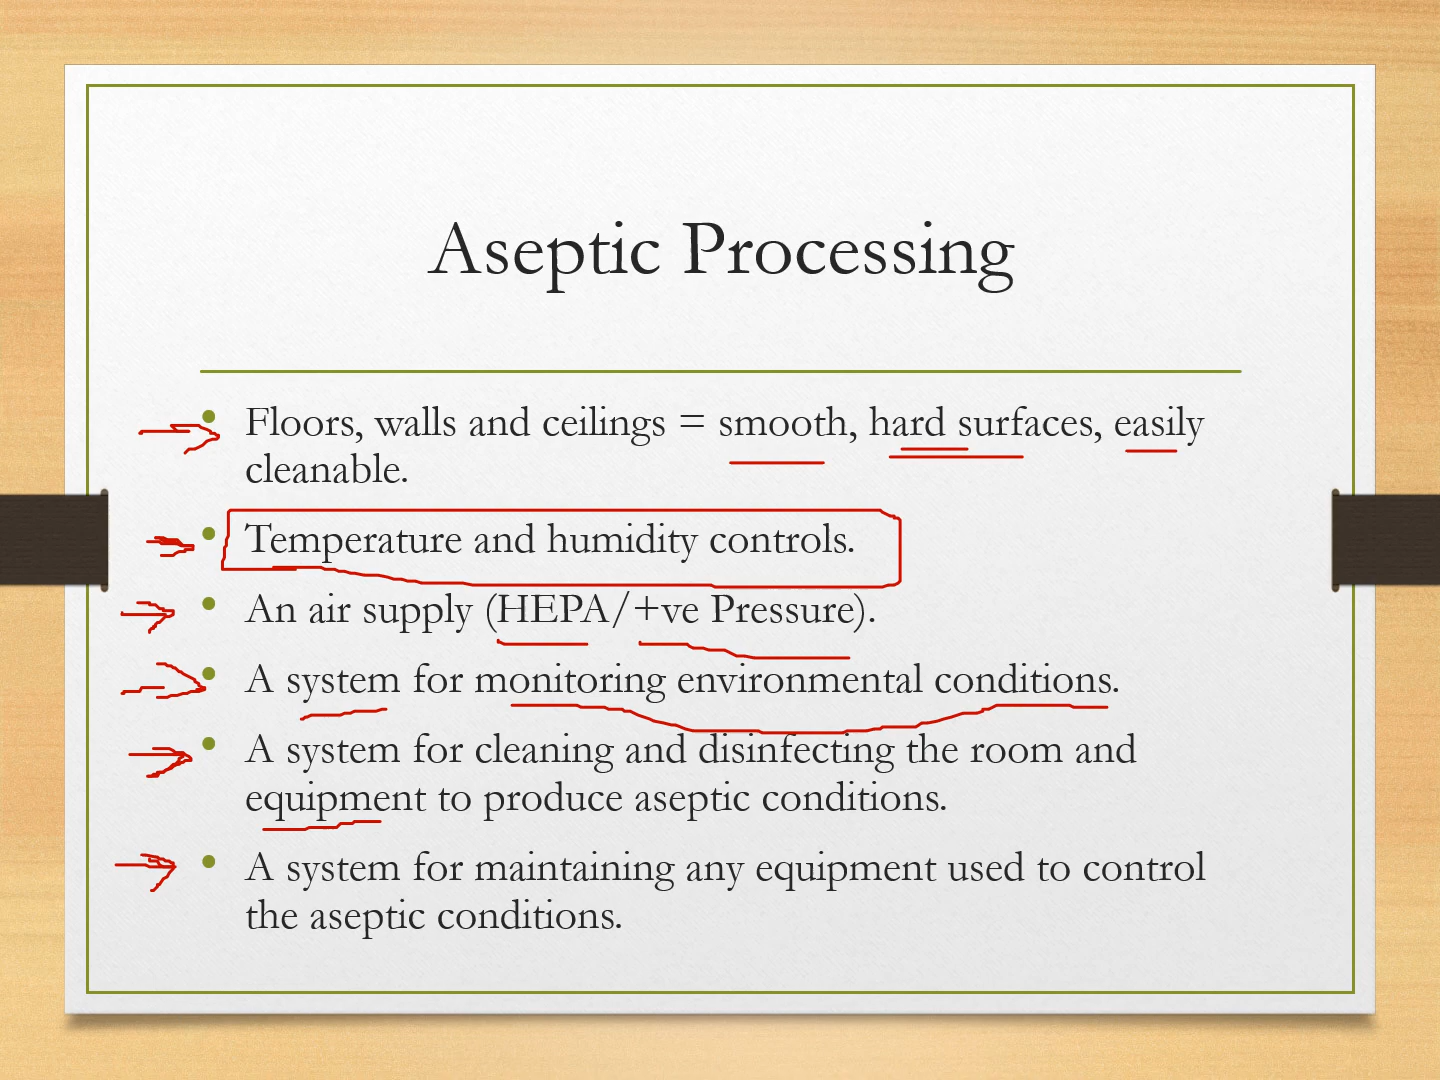 Aseptic Processing
• Floors, walls and ceilings = smooth, hard surfaces, easily
cleanable.
• Temperature and humidity controls.
• An air supply (HEPA/+ve Pressure).
• A system for monitoring environmental conditions.
• A system for cleaning and disinfecting the room and
equipment to produce aseptic conditions.
• A system for maintaining any equipment used to control
the aseptic conditions.